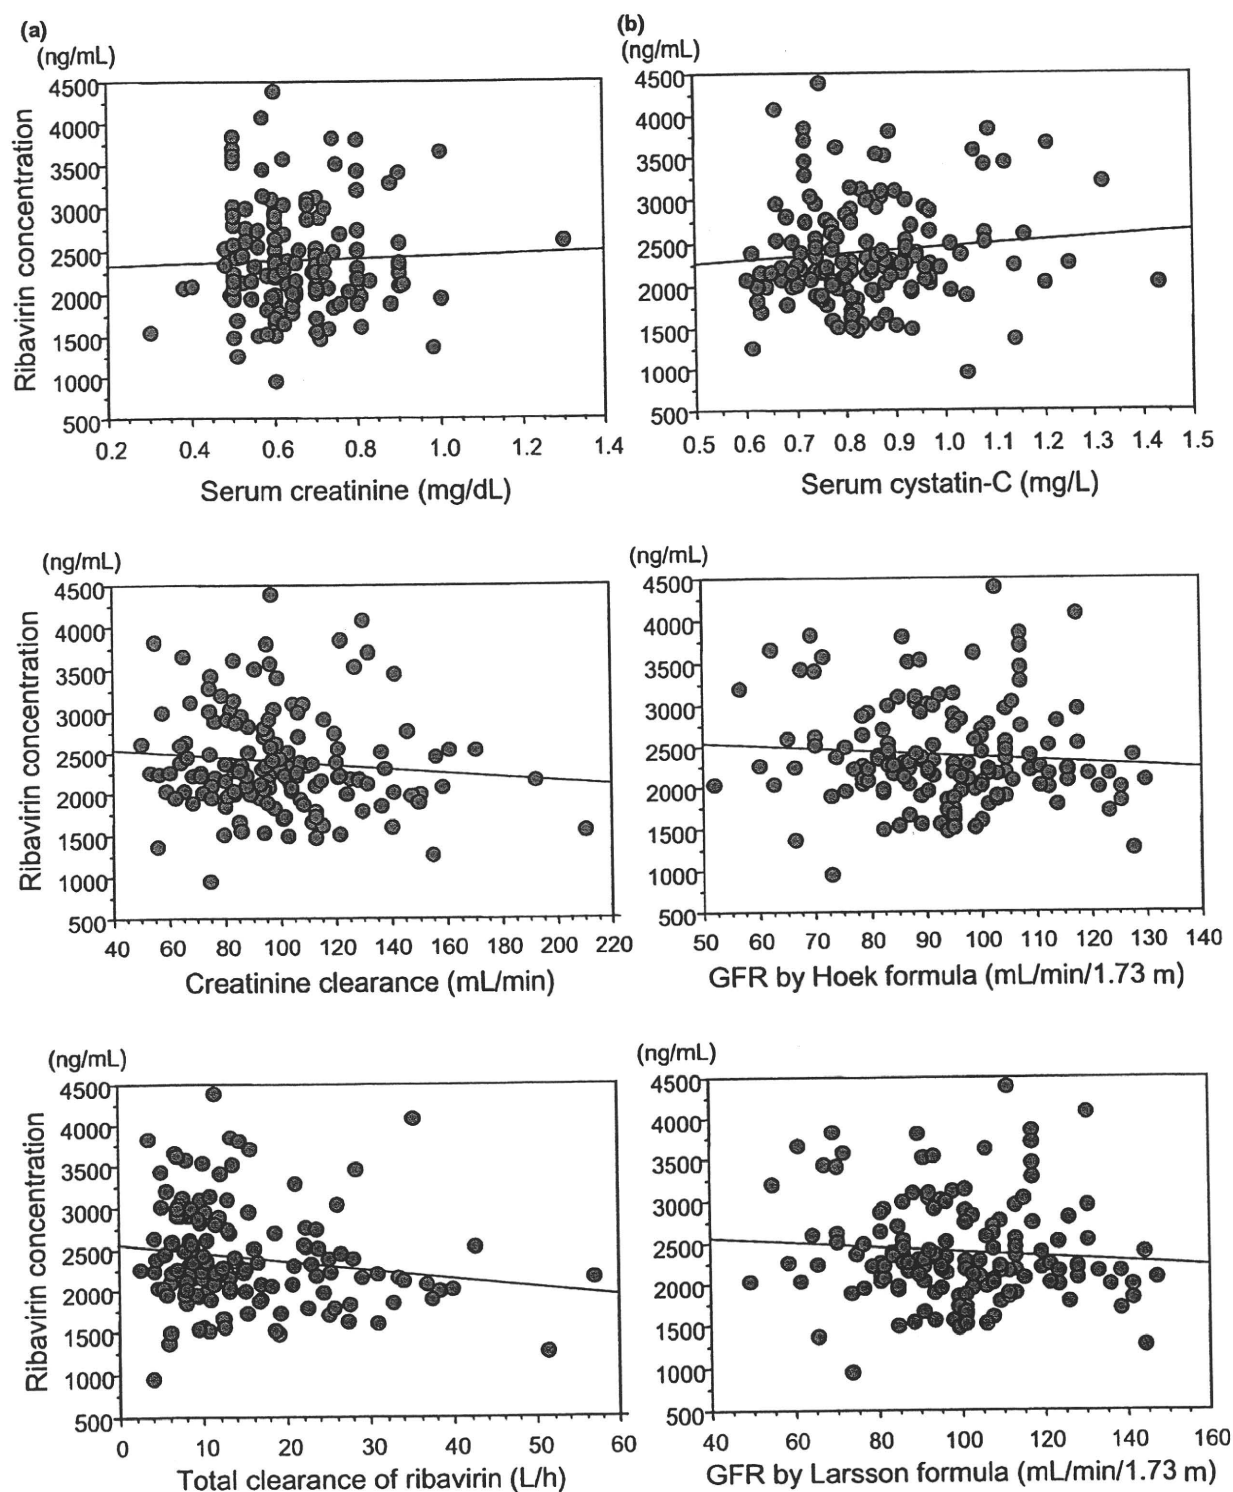 (a)
(ng/mL)
Ribavirin concentration
4500
4000
3500
3000
2500
2000
1500
1000
500
0.2 0.4 0.6 0.8 1.0 1.2 1.4
Serum creatinine (mg/dL)
(b)
(ng/mL)
Ribavirin concentration
4500
4000
3500
3000
2500
2000
1500
1000
500
0.5 0.6 0.7 0.8 0.9 1.0 1.1 1.2 1.3 1.4 1.5
Serum cystatin-C (mg/L)
(ng/mL)
Ribavirin concentration
4500
4000
3500
3000
2500
2000
1500
1000
500
40 60 80 100 120 140 160 180 200 220
Creatinine clearance (mL/min)
(ng/mL)
Ribavirin concentration
4500
4000
3500
3000
2500
2000
1500
1000
500
50 60 70 80 90 100 110 120 130 140
GFR by Hoek formula (mL/min/1.73 m)
(ng/mL)
Ribavirin concentration
4500
4000
3500
3000
2500
2000
1500
1000
500
0 10 20 30 40 50 60
Total clearance of ribavirin (L/h)
(ng/mL)
Ribavirin concentration
4500
4000
3500
3000
2500
2000
1500
1000
500
40 60 80 100 120 140 160
GFR by Larsson formula (mL/min/1.73 m)